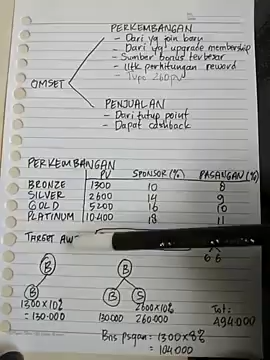 PERKEMBANGAN
- Dari yg join baru
- Dari yg upgrade membership
- Sumber bonus terbesar
- Utk perhitungan reward
- Type 260 pv
OMSET
PENJUALAN
- Dari tutup point
- Dapat cashback
PERKEMBANGAN
PV SPONSOR (%) PASANGAN (%)
BRONZE 1300 10 8
SILVER 2600 14 9
GOLD 5200 16 10
PLATINUM 10400 18 11
TARGET AW
6 6
B B
B B S
1300 x 10% 2600 x 10% Tot:
= 130.000 130.000 260.000 494.000
Bns psgan = 1300 x 8%
= 104.000